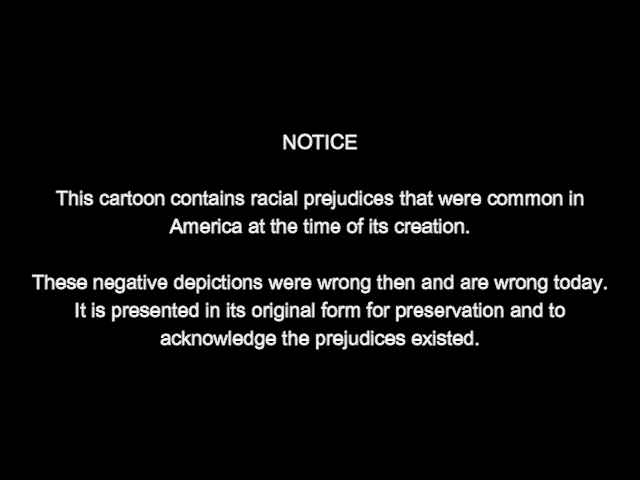 NOTICE
This cartoon contains racial prejudices that were common in
America at the time of its creation.
These negative depictions were wrong then and are wrong today.
It is presented in its original form for preservation and to
acknowledge the prejudices existed.